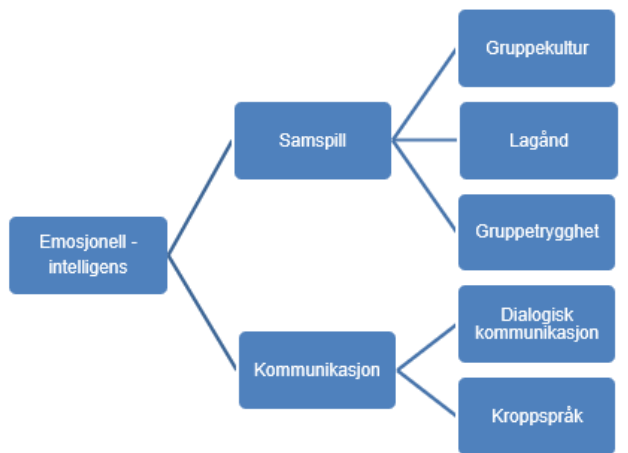 Gruppekultur
Samspill
Lagånd
Gruppetrygghet
Emosjonell -
intelligens
Dialogisk
kommunikasjon
Kommunikasjon
Kroppspråk